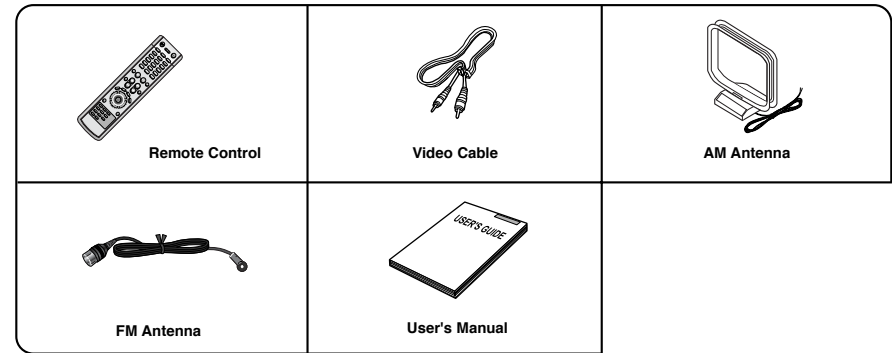 Remote Control
Video Cable
AM Antenna
USER'S GUIDE
FM Antenna
User's Manual